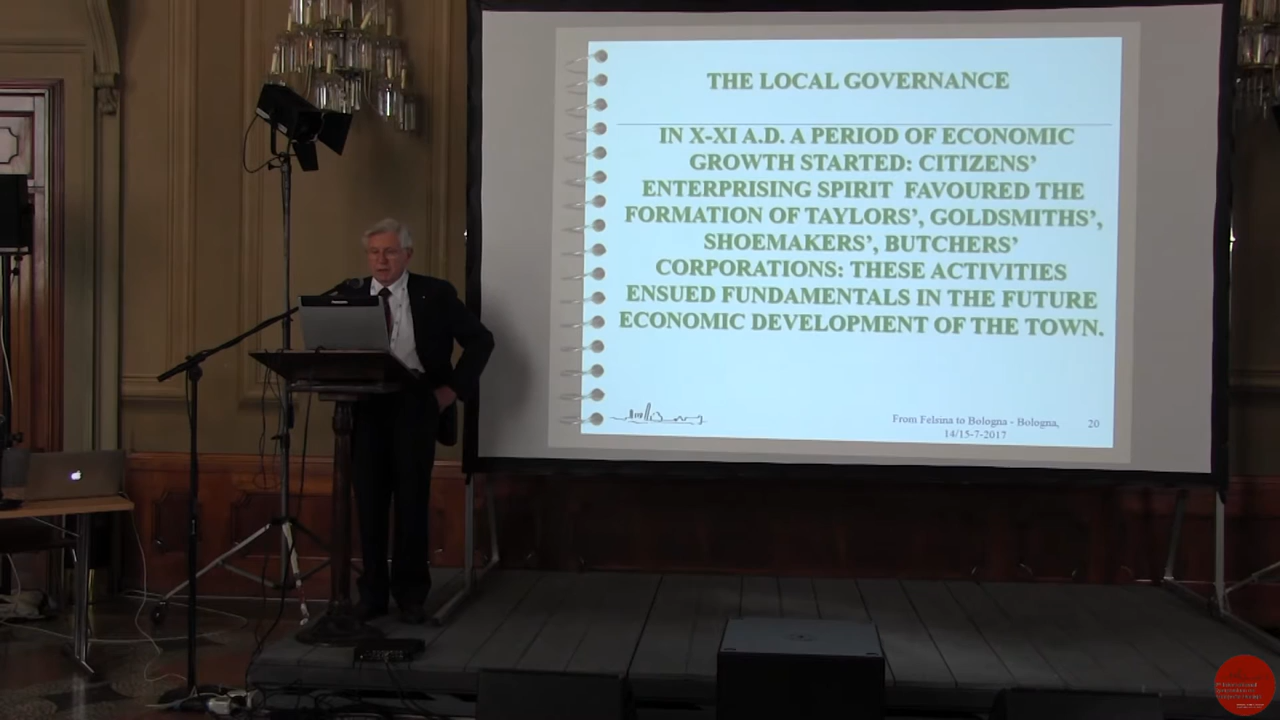 THE LOCAL GOVERNANCE
IN X-XI A.D. A PERIOD OF ECONOMIC
GROWTH STARTED: CITIZENS'
ENTERPRISING SPIRIT FAVOURED THE
FORMATION OF TAYLORS', GOLDSMITHS',
SHOEMAKERS', BUTCHERS'
CORPORATIONS: THESE ACTIVITIES
ENSUED FUNDAMENTALS IN THE FUTURE
ECONOMIC DEVELOPMENT OF THE TOWN.
From Felsina to Bologna - Bologna,
14/15-7-2017
20